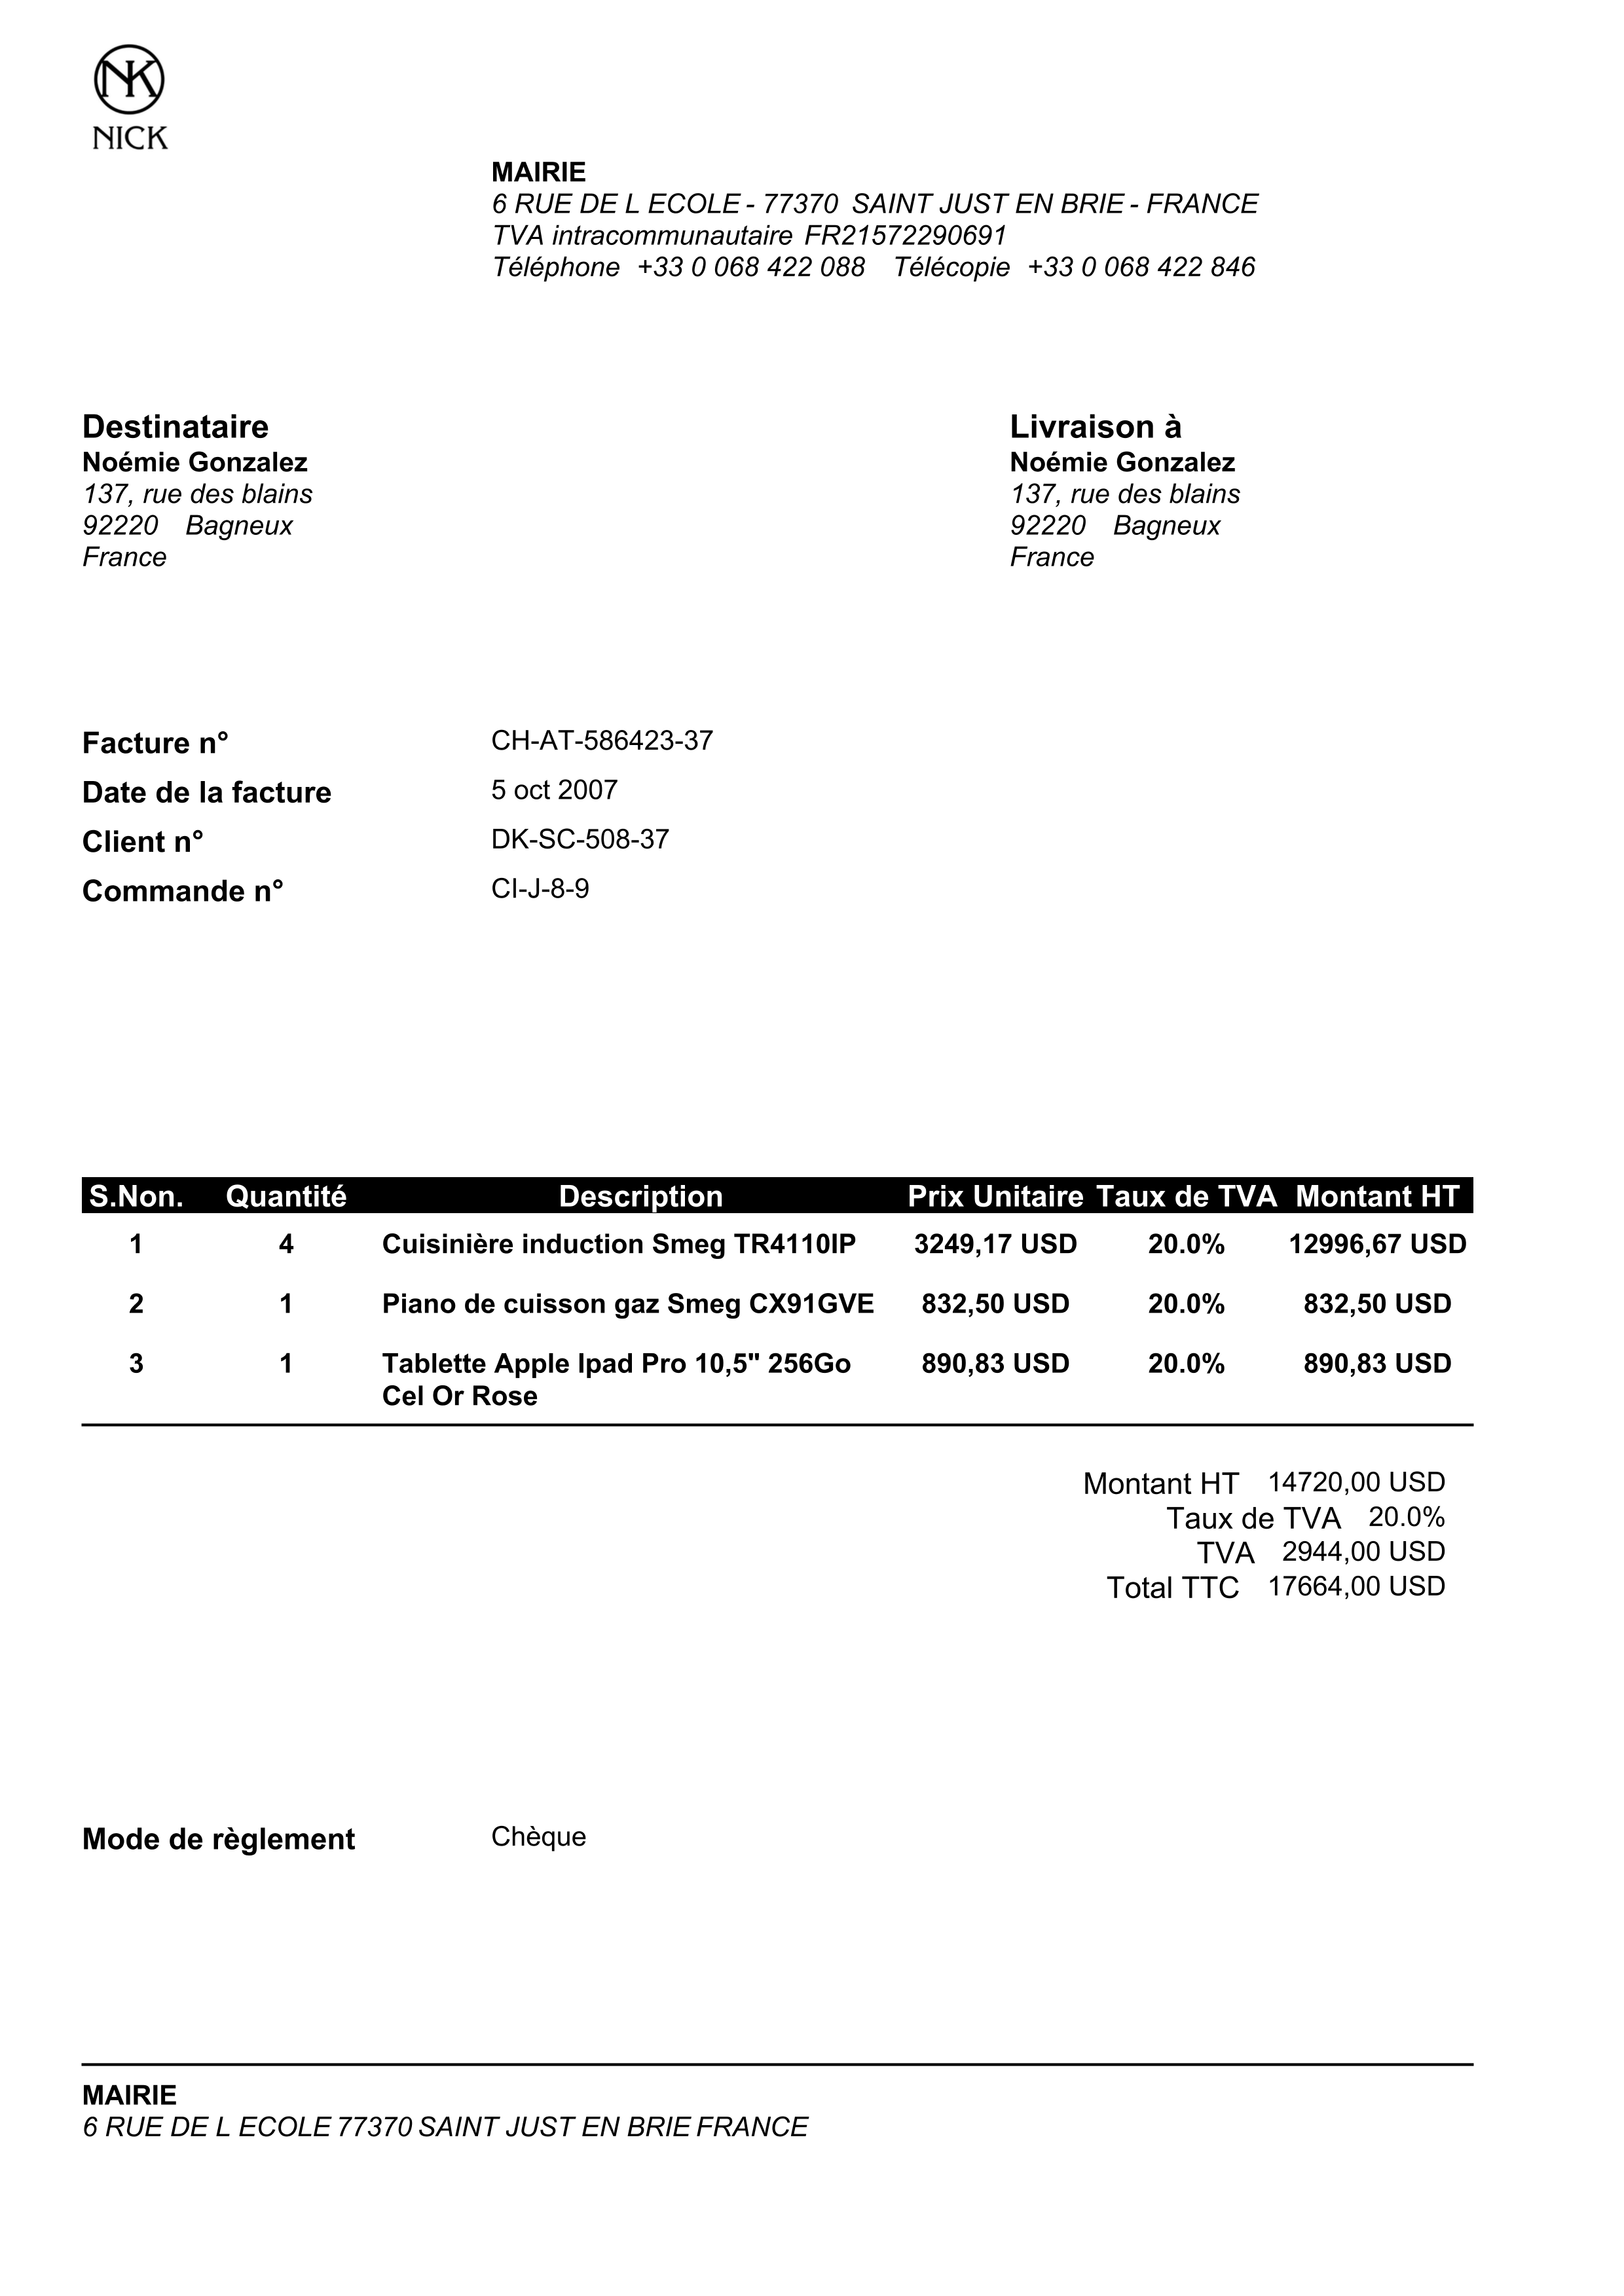 NK
NICK
MAIRIE
6 RUE DE L ECOLE - 77370 SAINT JUST EN BRIE - FRANCE
TVA intracommunautaire FR21572290691
Téléphone +33 0 068 422 088 Télécopie +33 0 068 422 846
Destinataire
Noémie Gonzalez
137, rue des blains
92220 Bagneux
France
Livraison à
Noémie Gonzalez
137, rue des blains
92220 Bagneux
France
Facture n° CH-AT-586423-37
Date de la facture 5 oct 2007
Client n° DK-SC-508-37
Commande n° CI-J-8-9
S.Non. Quantité Description Prix Unitaire Taux de TVA Montant HT
1 4 Cuisinière induction Smeg TR4110IP 3249,17 USD 20.0% 12996,67 USD
2 1 Piano de cuisson gaz Smeg CX91GVE 832,50 USD 20.0% 832,50 USD
3 1 Tablette Apple Ipad Pro 10,5" 256Go 890,83 USD 20.0% 890,83 USD
Cel Or Rose
Montant HT 14720,00 USD
Taux de TVA 20.0%
TVA 2944,00 USD
Total TTC 17664,00 USD
Mode de règlement Chèque
MAIRIE
6 RUE DE L ECOLE 77370 SAINT JUST EN BRIE FRANCE